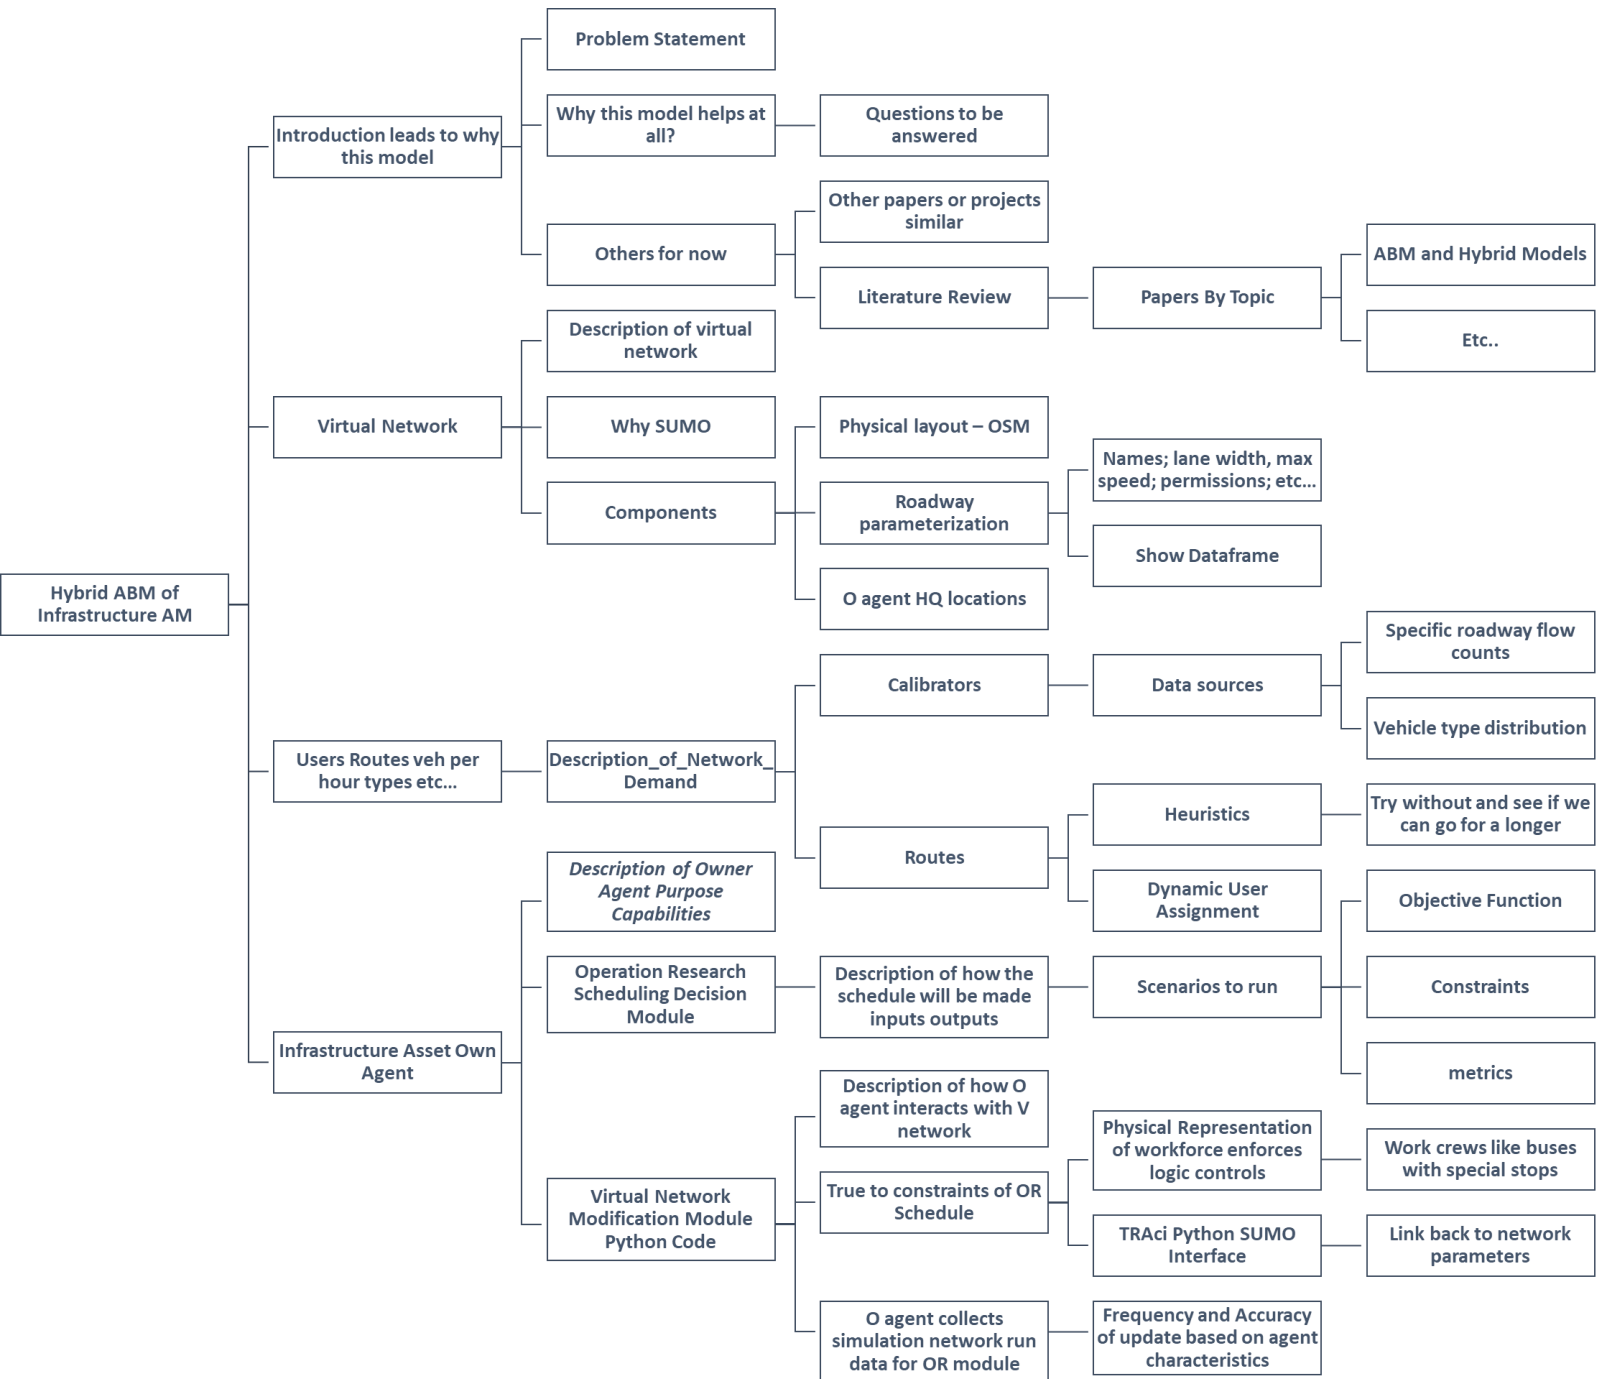 Problem Statement
Why this model helps at
all?
Questions to be
answered
Introduction leads to why
this model
Other papers or projects
similar
Others for now
Literature Review
Papers By Topic
ABM and Hybrid Models
Etc..
Description of virtual
network
Virtual Network
Why SUMO
Physical layout – OSM
Components
Roadway
parameterization
Names; lane width, max
speed; permissions; etc...
Show Dataframe
O agent HQ locations
Hybrid ABM of
Infrastructure AM
Specific roadway flow
counts
Calibrators
Data sources
Vehicle type distribution
Users Routes veh per
hour types etc...
Description_of_Network_
Demand
Heuristics
Try without and see if we
can go for a longer
Routes
Dynamic User
Assignment
Description of Owner
Agent Purpose
Capabilities
Objective Function
Operation Research
Scheduling Decision
Module
Description of how the
schedule will be made
inputs outputs
Scenarios to run
Constraints
metrics
Infrastructure Asset Own
Agent
Description of how O
agent interacts with V
network
Physical Representation
of workforce enforces
logic controls
Work crews like buses
with special stops
Virtual Network
Modification Module
Python Code
True to constraints of OR
Schedule
TRAci Python SUMO
Interface
Link back to network
parameters
O agent collects
simulation network run
data for OR module
Frequency and Accuracy
of update based on agent
characteristics